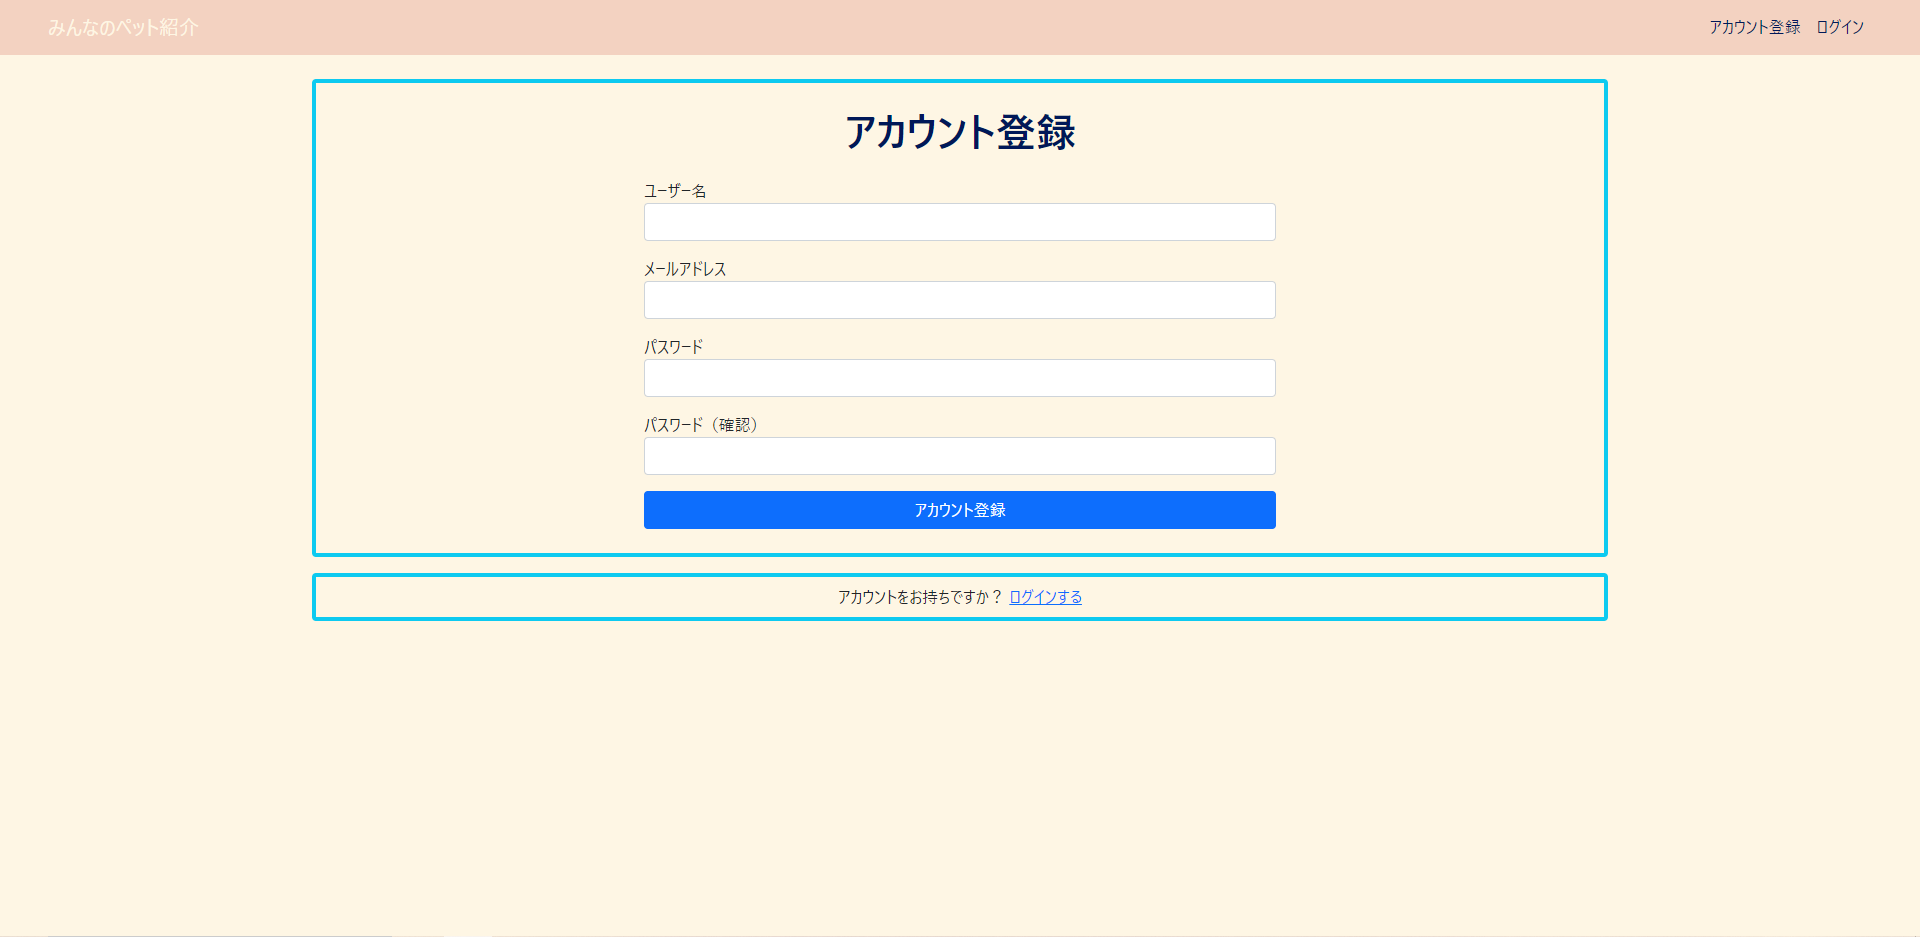 みんなのペット紹介
アカウント登録 ログイン
アカウント登録
ユーザー名
メールアドレス
パスワード
パスワード（確認）
アカウント登録
アカウントをお持ちですか？ ログインする